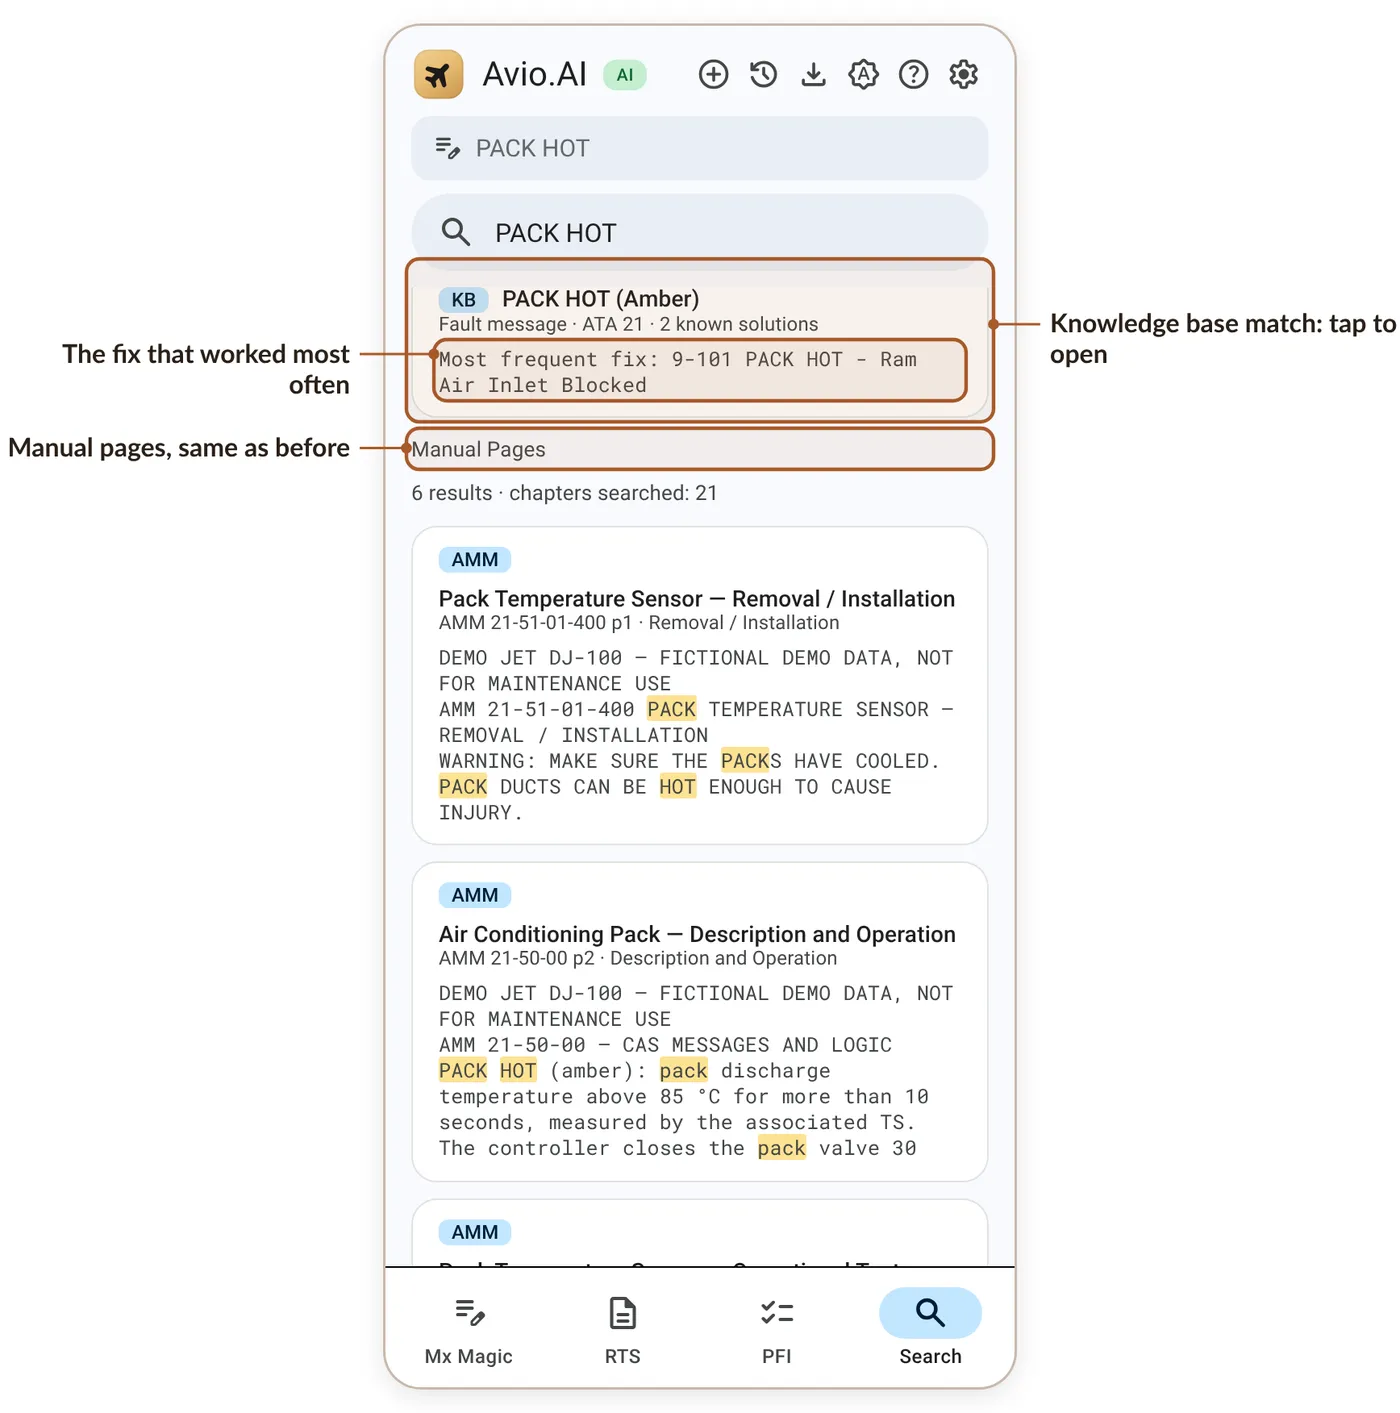 Avio.AI AI
PACK HOT
PACK HOT
KB PACK HOT (Amber)
Fault message · ATA 21 · 2 known solutions
Most frequent fix: 9-101 PACK HOT - Ram
Air Inlet Blocked
Knowledge base match: tap to
open
The fix that worked most
often
Manual pages, same as before
Manual Pages
6 results · chapters searched: 21
AMM
Pack Temperature Sensor — Removal / Installation
AMM 21-51-01-400 p1 · Removal / Installation
DEMO JET DJ-100 — FICTIONAL DEMO DATA, NOT
FOR MAINTENANCE USE
AMM 21-51-01-400 PACK TEMPERATURE SENSOR —
REMOVAL / INSTALLATION
WARNING: MAKE SURE THE PACKS HAVE COOLED.
PACK DUCTS CAN BE HOT ENOUGH TO CAUSE
INJURY.
AMM
Air Conditioning Pack — Description and Operation
AMM 21-50-00 p2 · Description and Operation
DEMO JET DJ-100 — FICTIONAL DEMO DATA, NOT
FOR MAINTENANCE USE
AMM 21-50-00 — CAS MESSAGES AND LOGIC
PACK HOT (amber): pack discharge
temperature above 85 °C for more than 10
seconds, measured by the associated TS.
The controller closes the pack valve 30
AMM
Mx Magic
RTS
PFI
Search